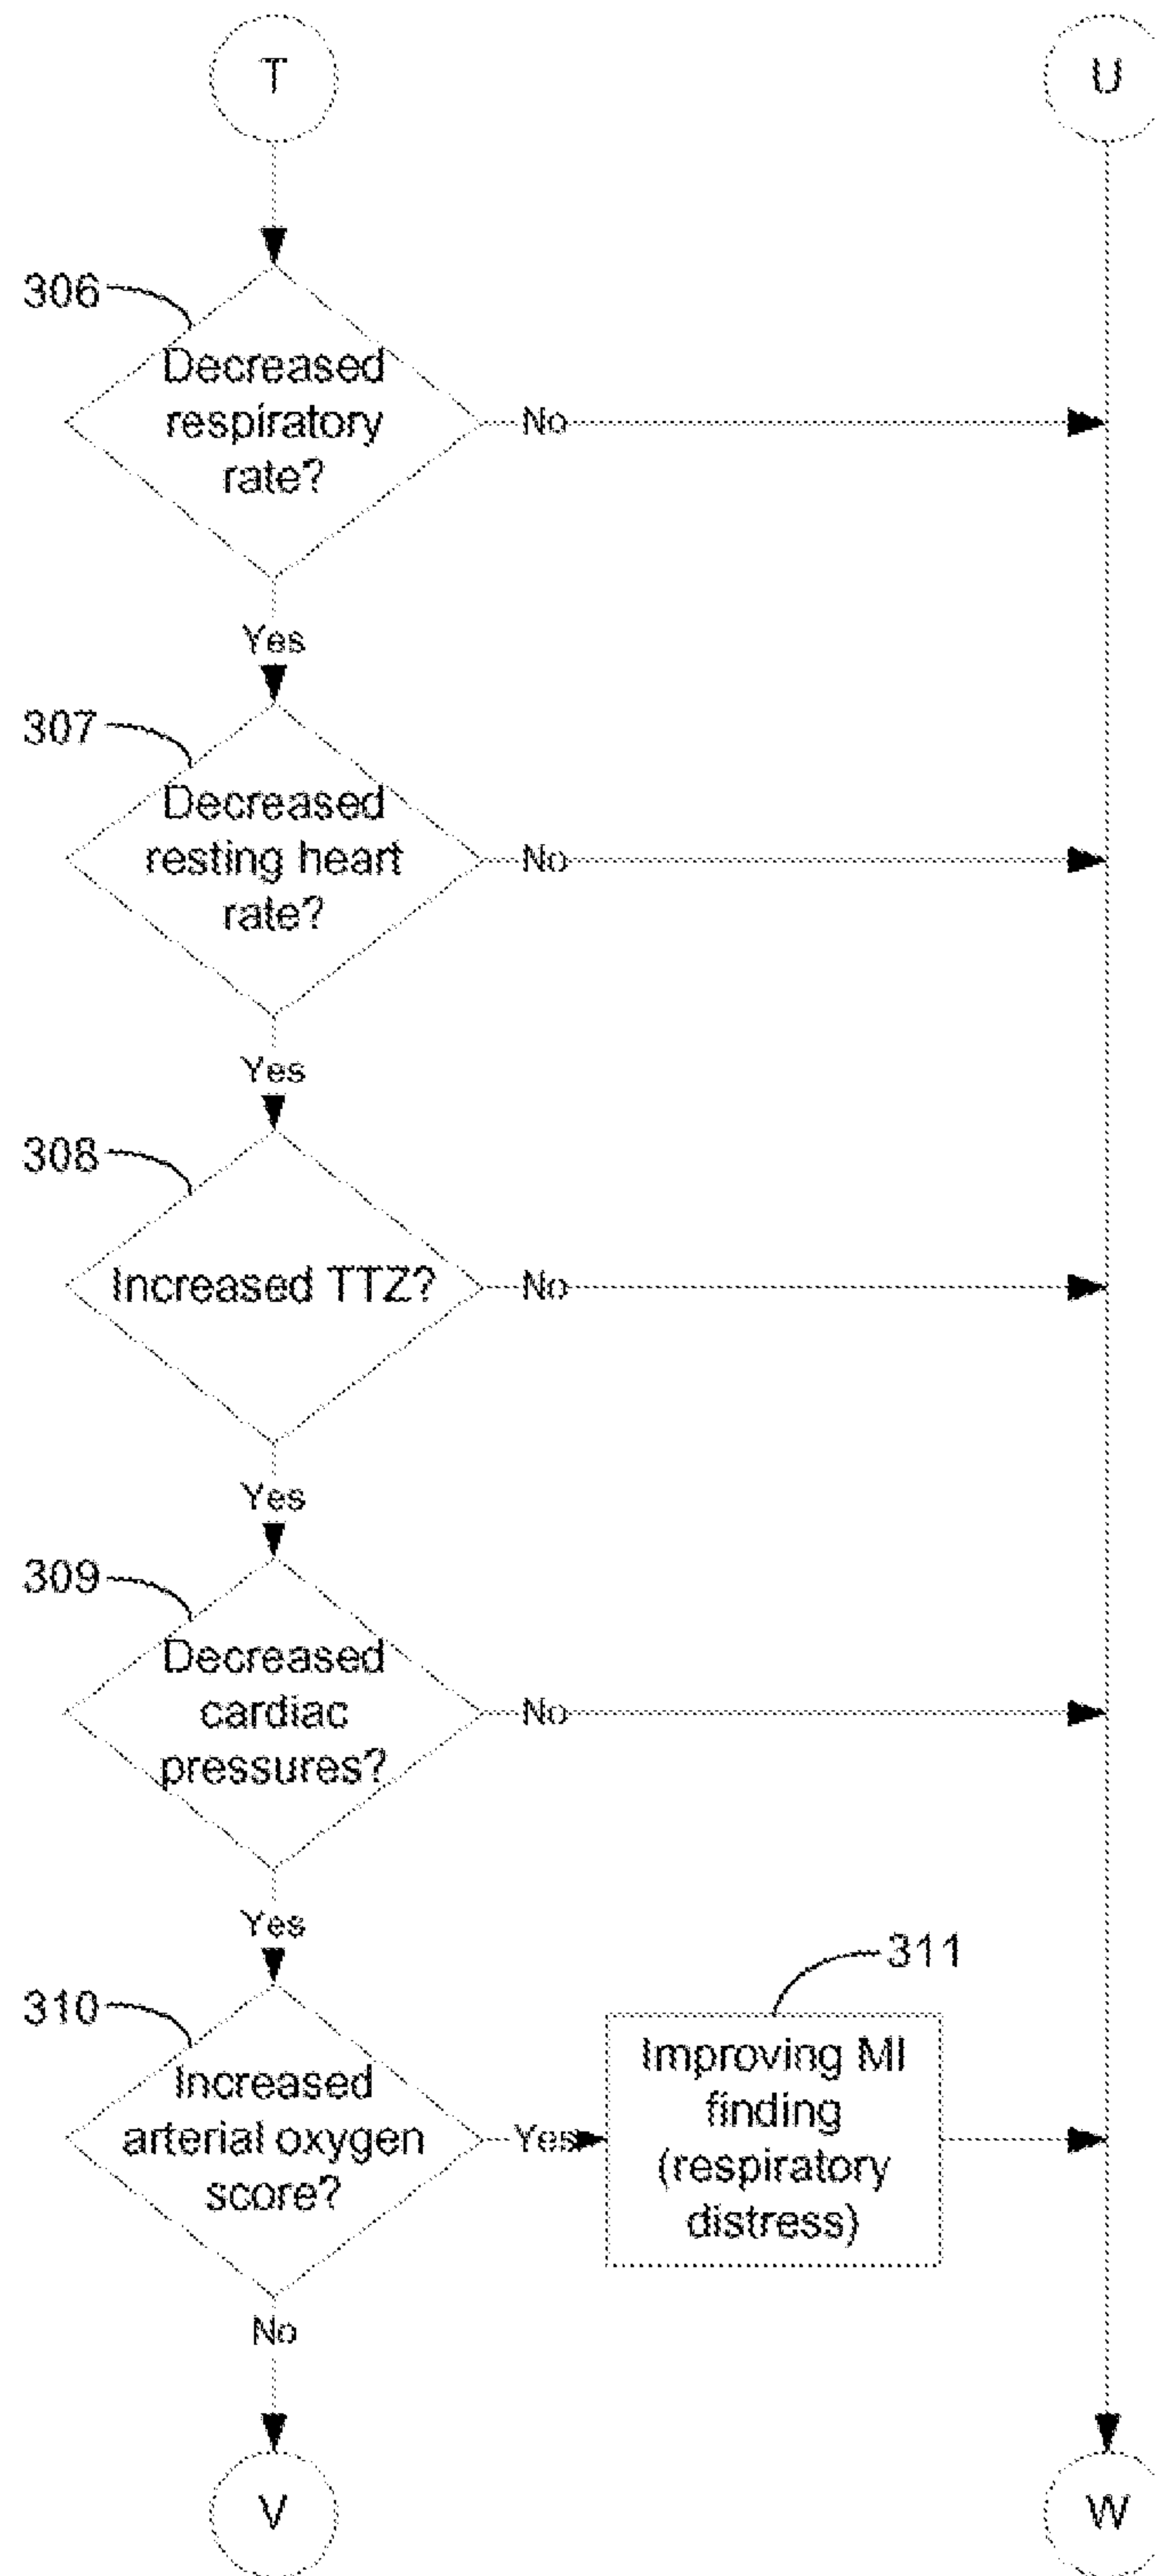 T
U
306
Decreased
respiratory
rate?
No
Yes
307
Decreased
resting heart
rate?
No
Yes
308
Increased TTZ?
No
Yes
309
Decreased
cardiac
pressures?
No
Yes
310
Increased
arterial oxygen
score?
Yes
311
Improving MI
finding
(respiratory
distress)
No
V
W